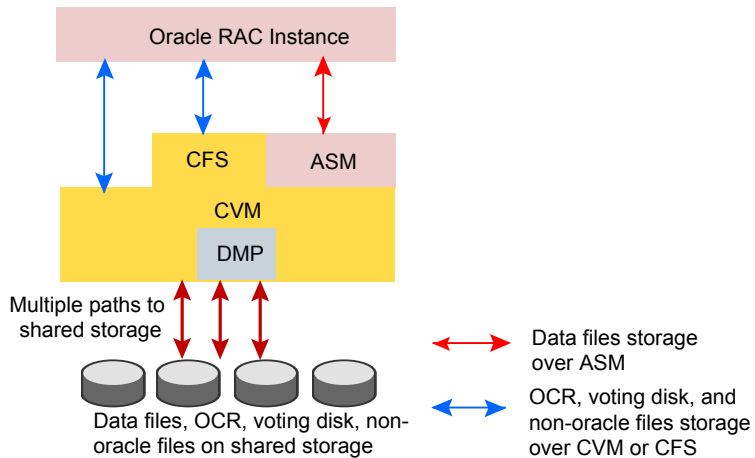 Oracle RAC Instance
CFS
ASM
CVM
DMP
Multiple paths to
shared storage
Data files, OCR, voting disk, non-
oracle files on shared storage
Data files storage
over ASM
OCR, voting disk, and
non-oracle files storage
over CVM or CFS